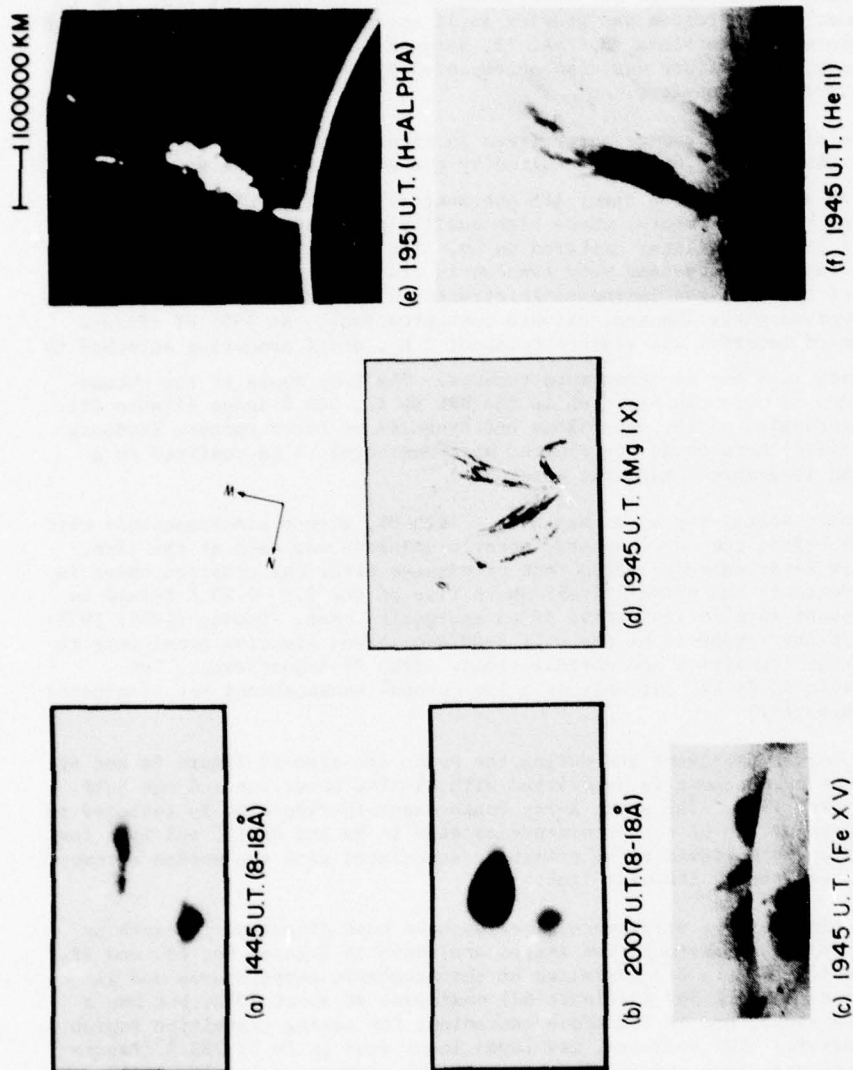 100000 KM
(a) 1445 U.T. (8-18Å)
(b) 2007 U.T.(8-18Å)
(c) 1945 U.T. (Fe XV)
N
W
(d) 1945 U.T. (Mg IX)
(e) 1951 U.T. (H-ALPHA)
(f) 1945 U.T. (He II)